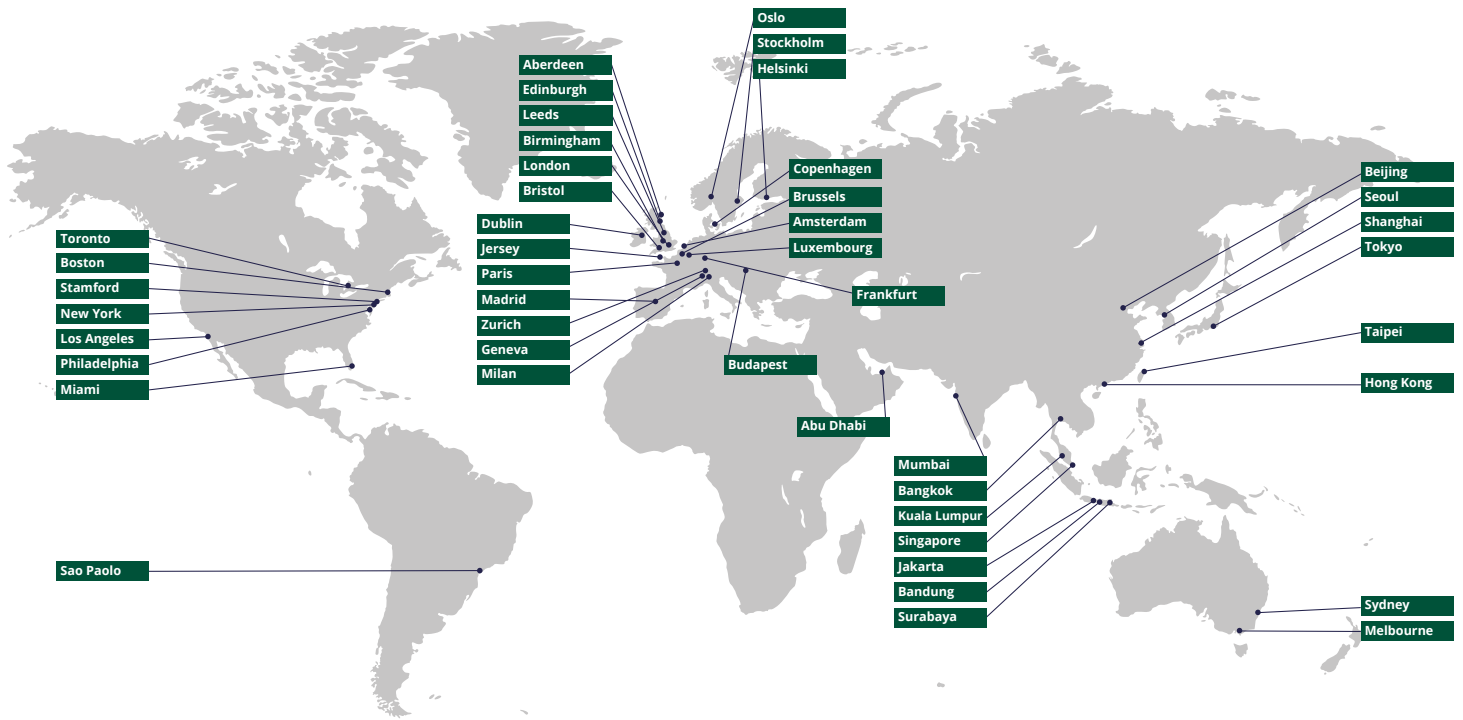 Oslo
Stockholm
Helsinki
Aberdeen
Edinburgh
Leeds
Birmingham
London
Bristol
Copenhagen
Brussels
Amsterdam
Luxembourg
Dublin
Jersey
Paris
Madrid
Zurich
Geneva
Milan
Frankfurt
Budapest
Toronto
Boston
Stamford
New York
Los Angeles
Philadelphia
Miami
Sao Paolo
Abu Dhabi
Mumbai
Bangkok
Kuala Lumpur
Singapore
Jakarta
Bandung
Surabaya
Beijing
Seoul
Shanghai
Tokyo
Taipei
Hong Kong
Sydney
Melbourne